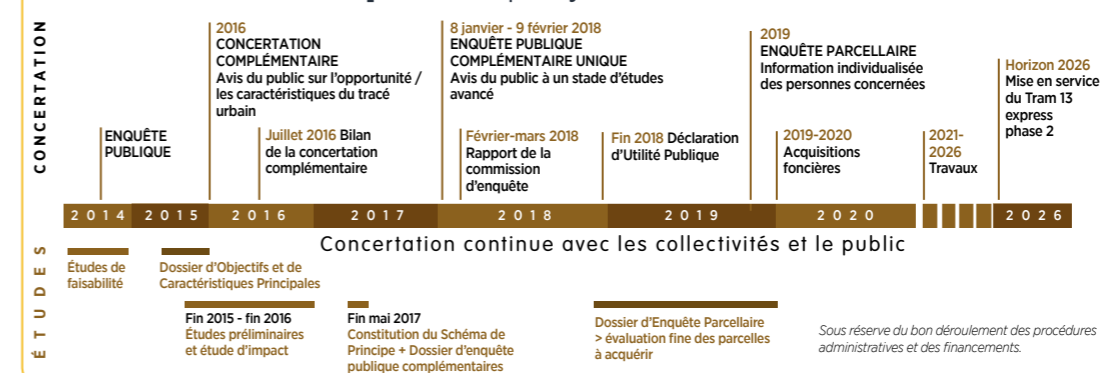 CONCERTATION
2016
CONCERTATION
COMPLÉMENTAIRE
Avis du public sur l'opportunité /
les caractéristiques du tracé
urbain
8 janvier - 9 février 2018
ENQUÊTE PUBLIQUE
COMPLÉMENTAIRE UNIQUE
Avis du public à un stade d'études
avancé
2019
ENQUÊTE PARCELLAIRE
Information individualisée
des personnes concernées
Horizon 2026
Mise en service
du Tram 13
express
phase 2
ENQUÊTE
PUBLIQUE
Juillet 2016 Bilan
de la concertation
complémentaire
Février-mars 2018
Rapport de la
commission
d'enquête
Fin 2018 Déclaration
d'Utilité Publique
2019-2020
Acquisitions
foncières
2021-
2026
Travaux
2014 2015 2016 2017 2018 2019 2020 2026
Concertation continue avec les collectivités et le public
ÉTUDES
Études de
faisabilité
Dossier d'Objectifs et de
Caractéristiques Principales
Fin 2015 - fin 2016
Études préliminaires
et étude d'impact
Fin mai 2017
Constitution du Schéma de
Principe + Dossier d'enquête
publique complémentaires
Dossier d'Enquête Parcellaire
> évaluation fine des parcelles
à acquérir
Sous réserve du bon déroulement des procédures
administratives et des financements.